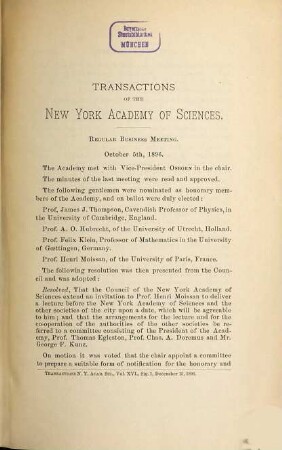 Bayerische
Staatsbibliothek
MÜNCHEN
TRANSACTIONS
OF THE
NEW YORK ACADEMY OF SCIENCES.
REGULAR BUSINESS MEETING.
October 5th, 1896.
The Academy met with Vice-President OSBORN in the chair.
The minutes of the last meeting were read and approved.
The following gentlemen were nominated as honorary mem-
bers of the Academy, and on ballot were duly elected:
Prof. James J. Thompson, Cavendish Professor of Physics, in
the University of Cambridge, England.
Prof. A. O. Hubrecht, of the University of Utrecht, Holland.
Prof. Felix Klein, Professor of Mathematics in the University
of Gœttingen, Germany.
Prof. Henri Moissan, of the University of Paris, France.
The following resolution was then presented from the Coun-
cil and was adopted:
Resolved, That the Council of the New York Academy of
Sciences extend an invitation to Prof. Henri Moissan to deliver
a lecture before the New York Academy of Sciences and the
other societies of the city upon a date, which will be agreeable
to him; and that the arrangements for the lecture and for the
cooperation of the authorities of the other societies be re-
ferred to a committee consisting of the President of the Acad-
emy, Prof. Thomas Egleston, Prof. Chas. A. Doremus and Mr.
George F. Kunz.
On motion it was voted that the chair appoint a committee
to prepare a suitable form of notification for the honorary and
TRANSACTIONS N. Y. ACAD. SCI., Vol. XVI., Sig. 1, December 21, 1896.